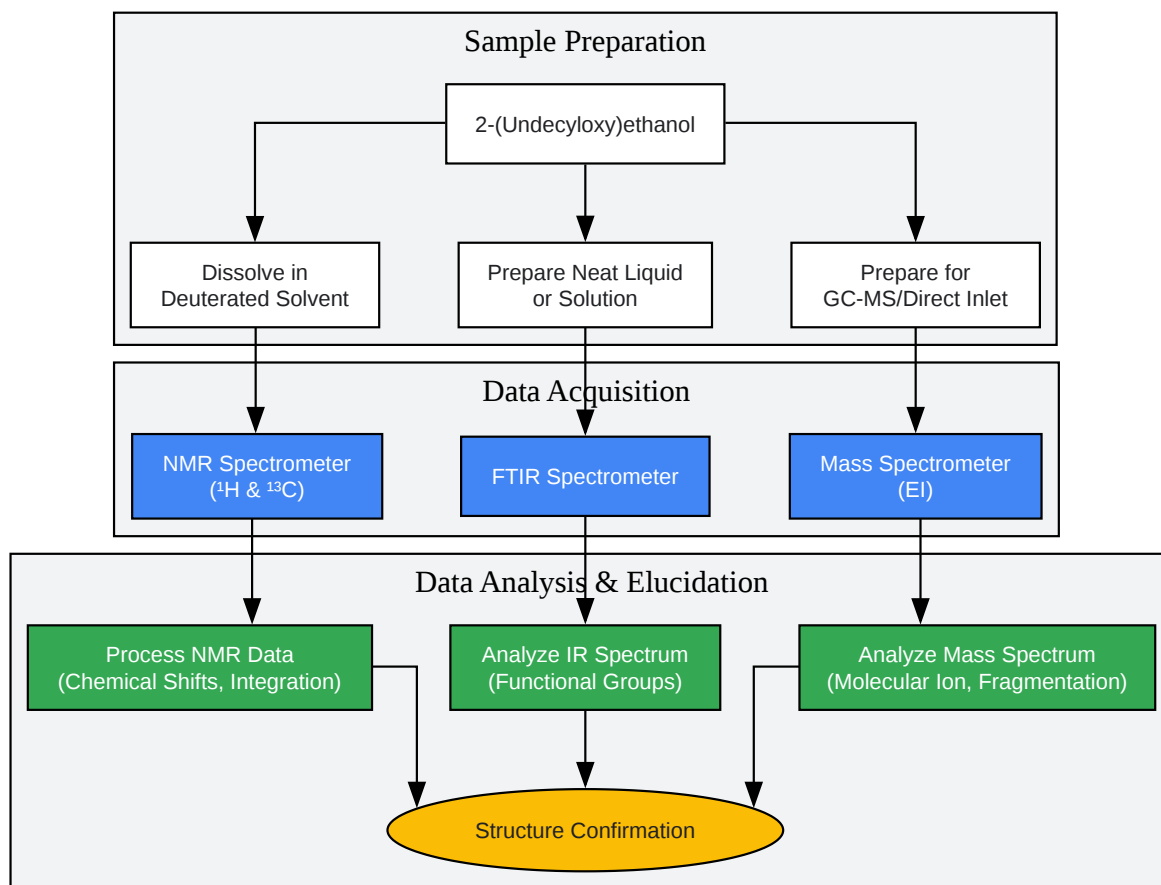 Sample Preparation
2-(Undecyloxy)ethanol
Dissolve in
Deuterated Solvent
Prepare Neat Liquid
or Solution
Prepare for
GC-MS/Direct Inlet
Data Acquisition
NMR Spectrometer
(¹H & ¹³C)
FTIR Spectrometer
Mass Spectrometer
(EI)
Data Analysis & Elucidation
Process NMR Data
(Chemical Shifts, Integration)
Analyze IR Spectrum
(Functional Groups)
Analyze Mass Spectrum
(Molecular Ion, Fragmentation)
Structure Confirmation